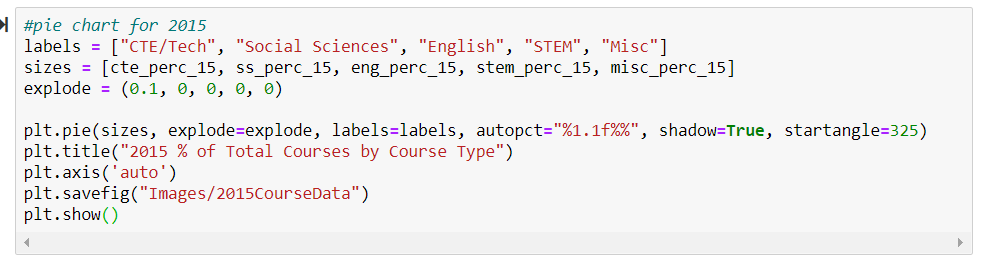 #pie chart for 2015
labels = ["CTE/Tech", "Social Sciences", "English", "STEM", "Misc"]
sizes = [cte_perc_15, ss_perc_15, eng_perc_15, stem_perc_15, misc_perc_15]
explode = (0.1, 0, 0, 0, 0)

plt.pie(sizes, explode=explode, labels=labels, autopct="%1.1f%%", shadow=True, startangle=325)
plt.title("2015 % of Total Courses by Course Type")
plt.axis('auto')
plt.savefig("Images/2015CourseData")
plt.show()